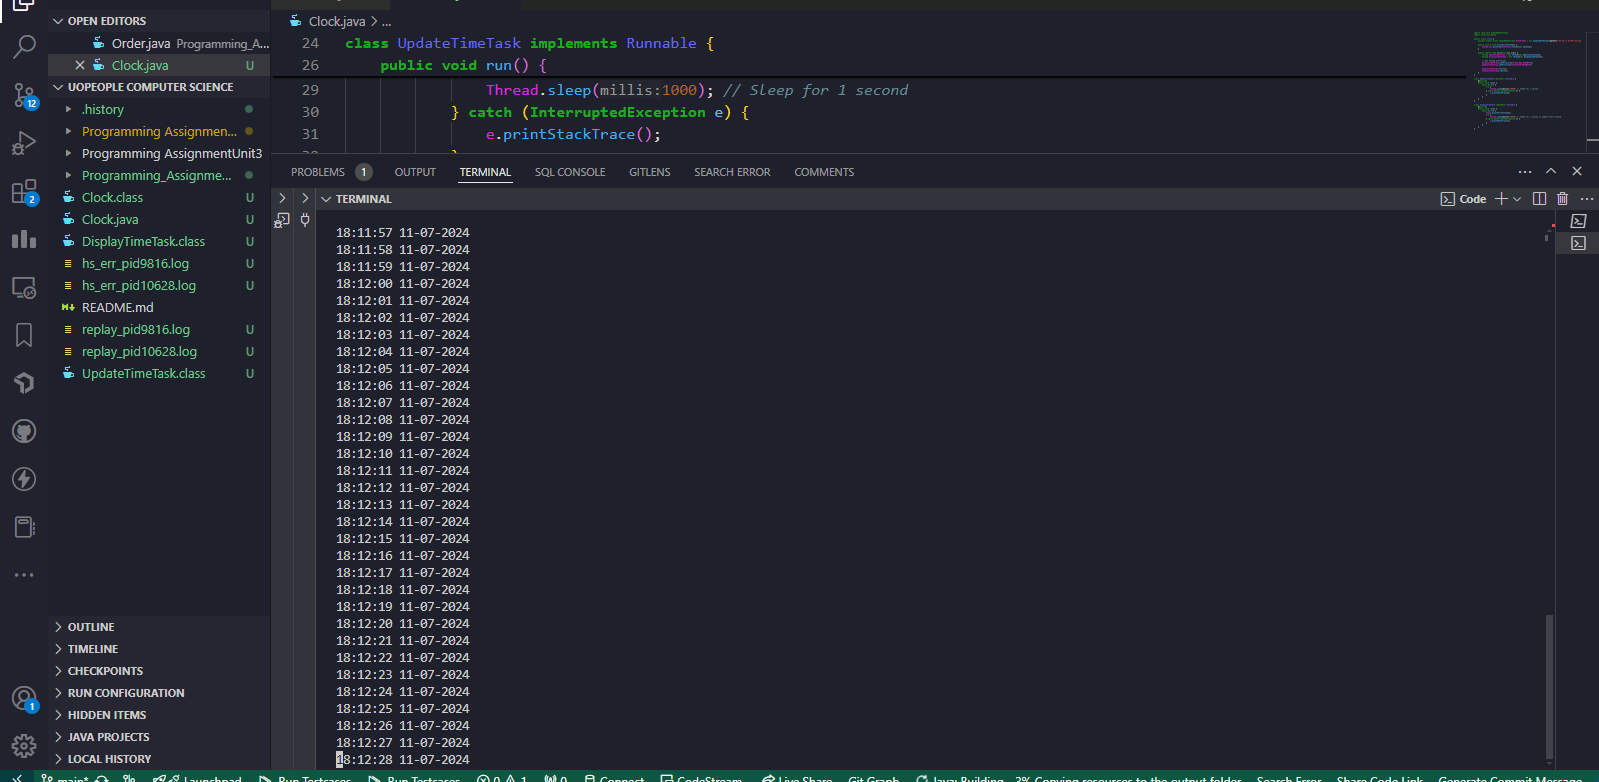 OPEN EDITORS
Order.java Programming_A...
Clock.java U
UOPEOPLE COMPUTER SCIENCE
.history
Programming Assignmen...
Programming AssignmentUnit3
Programming_Assignme...
Clock.class U
Clock.java U
DisplayTimeTask.class U
hs_err_pid9816.log U
hs_err_pid10628.log U
README.md
replay_pid9816.log U
replay_pid10628.log U
UpdateTimeTask.class U
OUTLINE
TIMELINE
CHECKPOINTS
RUN CONFIGURATION
HIDDEN ITEMS
JAVA PROJECTS
LOCAL HISTORY
12
2
1
Clock.java > ...
24 class UpdateTimeTask implements Runnable {
26 public void run() {
29 Thread.sleep(millis:1000); // Sleep for 1 second
30 } catch (InterruptedException e) {
31 e.printStackTrace();
PROBLEMS 1 OUTPUT TERMINAL SQL CONSOLE GITLENS SEARCH ERROR COMMENTS
TERMINAL
Code
18:11:57 11-07-2024
18:11:58 11-07-2024
18:11:59 11-07-2024
18:12:00 11-07-2024
18:12:01 11-07-2024
18:12:02 11-07-2024
18:12:03 11-07-2024
18:12:04 11-07-2024
18:12:05 11-07-2024
18:12:06 11-07-2024
18:12:07 11-07-2024
18:12:08 11-07-2024
18:12:09 11-07-2024
18:12:10 11-07-2024
18:12:11 11-07-2024
18:12:12 11-07-2024
18:12:13 11-07-2024
18:12:14 11-07-2024
18:12:15 11-07-2024
18:12:16 11-07-2024
18:12:17 11-07-2024
18:12:18 11-07-2024
18:12:19 11-07-2024
18:12:20 11-07-2024
18:12:21 11-07-2024
18:12:22 11-07-2024
18:12:23 11-07-2024
18:12:24 11-07-2024
18:12:25 11-07-2024
18:12:26 11-07-2024
18:12:27 11-07-2024
18:12:28 11-07-2024
main* Launchpad Run Testcases Run Testcases 0 1 0 Connect CodeStream Live Share Git Graph Java: Building - 3% Copying resources to the output folder Search Error Share Code Link Generate Commit Message